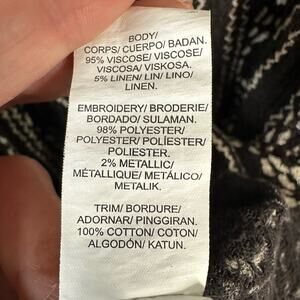 BODY/
CORPS/ CUERPO/ BADAN.
95% VISCOSE/ VISCOSE/
VISCOSA/ VISKOSA.
5% LINEN/ LIN/ LINO/
LINEN.
EMBROIDERY/ BRODERIE/
BORDADO/ SULAMAN.
98% POLYESTER/
POLYESTER/ POLIÉSTER/
POLIESTER.
2% METALLIC/
MÉTALLIQUE/ METÁLICO/
METALIK.
TRIM/ BORDURE/
ADORNAR/ PINGGIRAN.
100% COTTON/ COTON/
ALGODÓN/ KATUN.